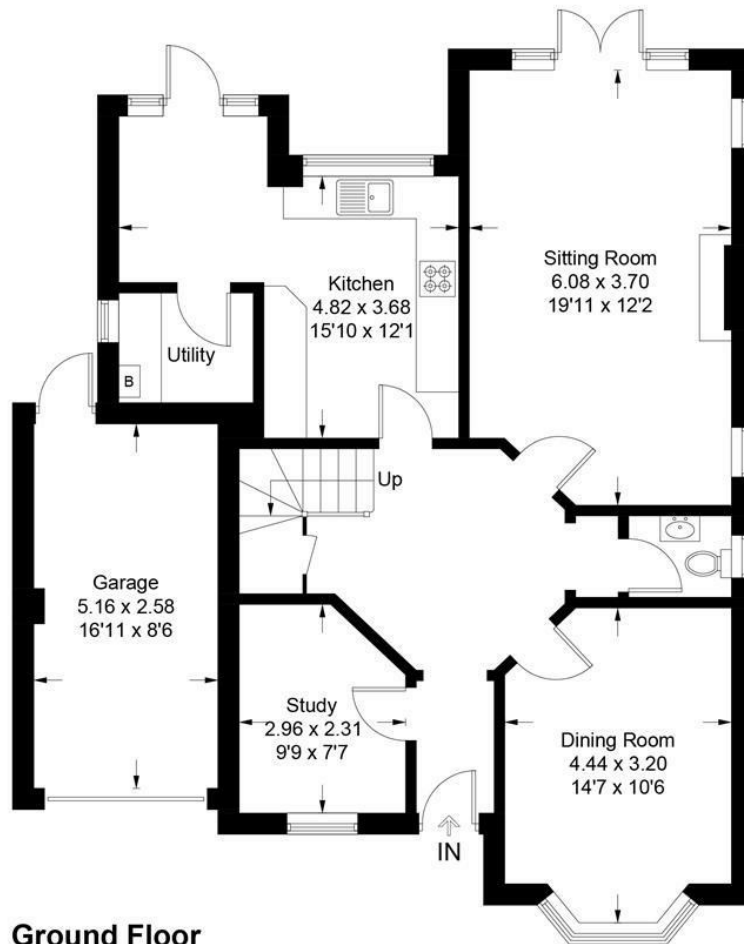 Sitting Room
6.08 x 3.70
19'11 x 12'2
Kitchen
4.82 x 3.68
15'10 x 12'1
Utility
B
Up
Garage
5.16 x 2.58
16'11 x 8'6
Study
2.96 x 2.31
9'9 x 7'7
Dining Room
4.44 x 3.20
14'7 x 10'6
IN
Ground Floor